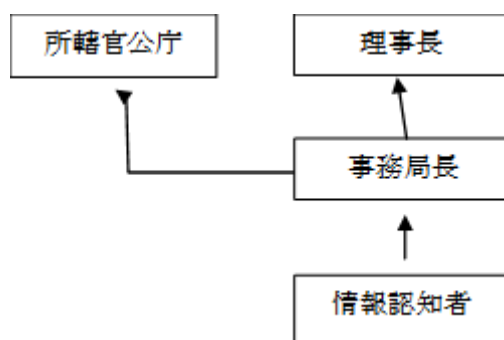 所轄官公庁
理事長
事務局長
情報認知者